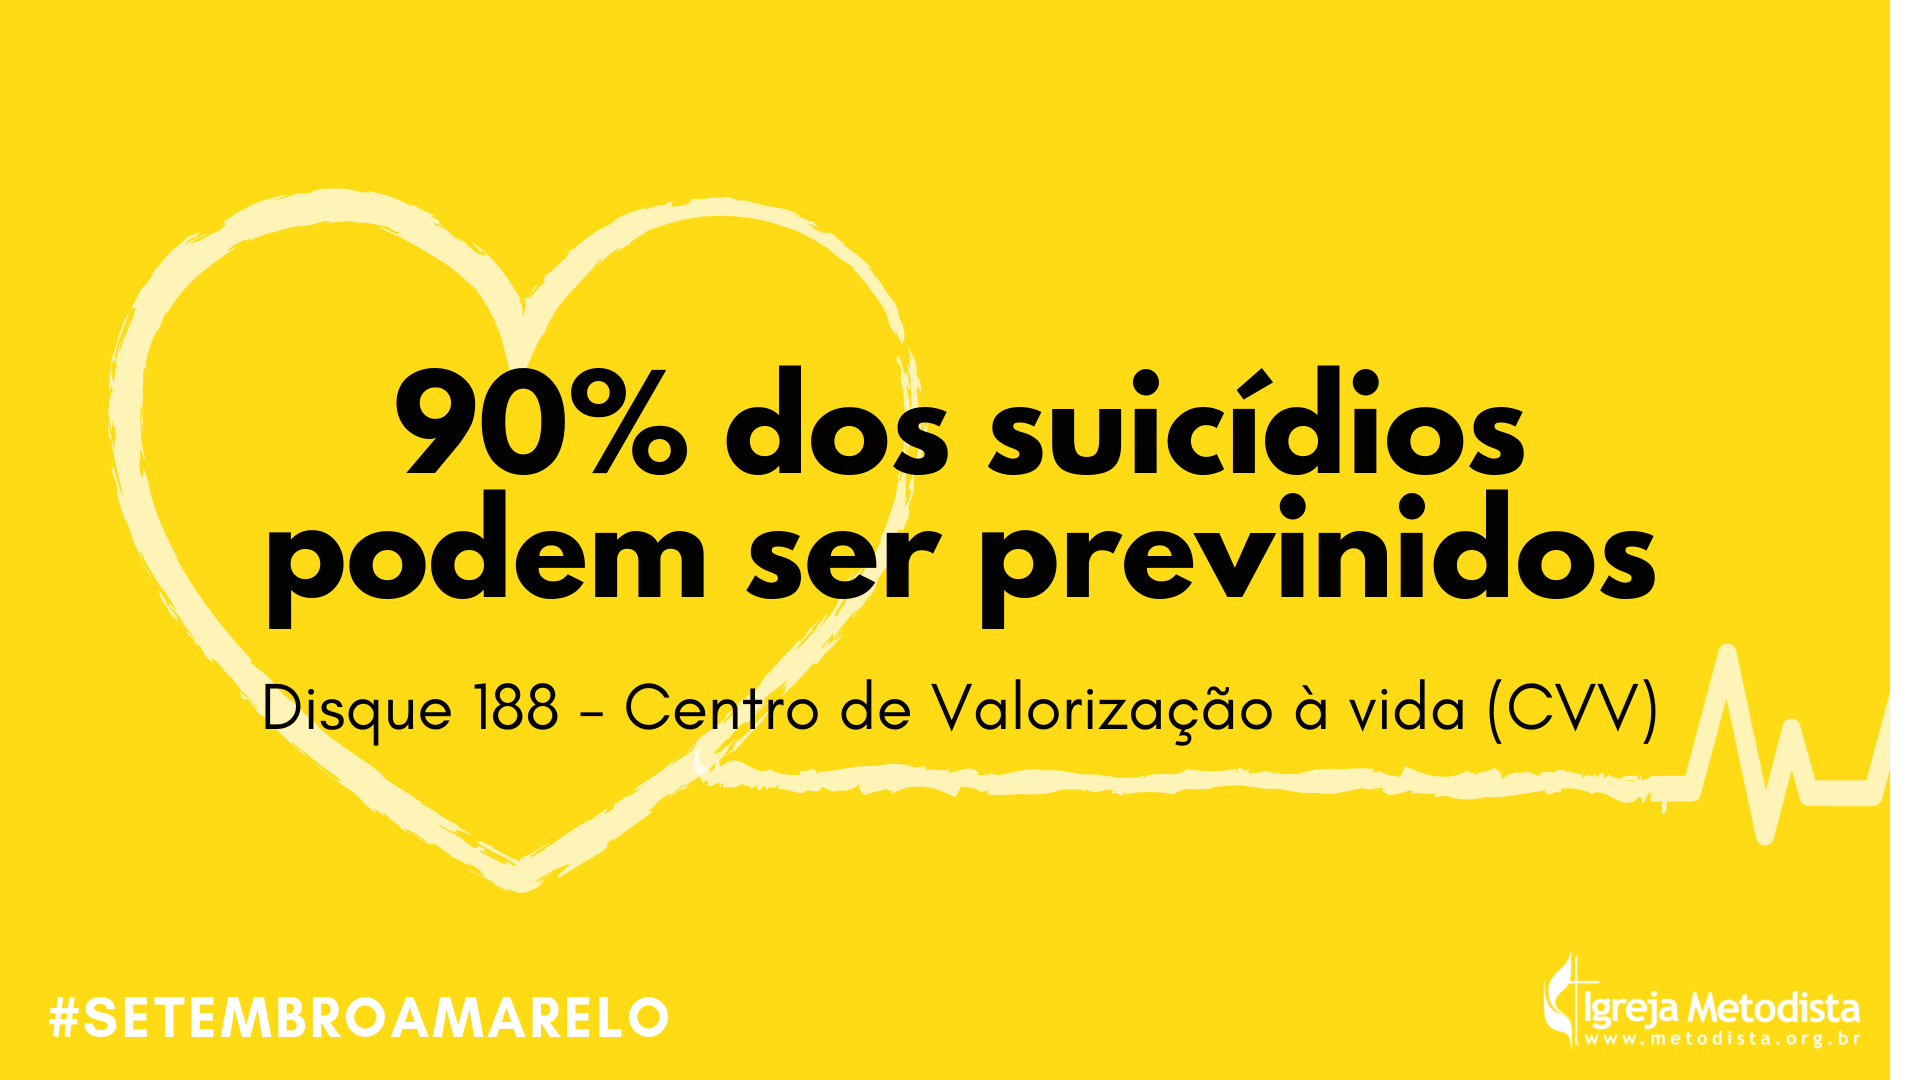 90% dos suicídios
podem ser previnidos
Disque 188 - Centro de Valorização à vida (CVV)
#SETEMBROAMARELO
Igreja Metodista
www.metodista.org.br